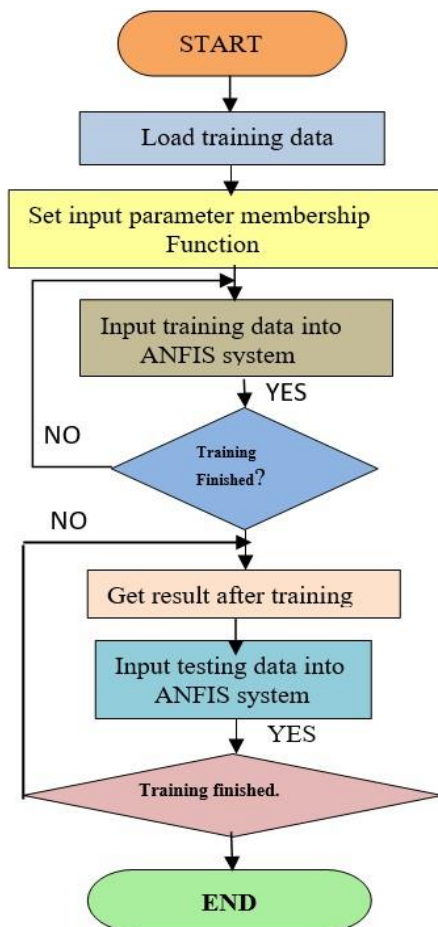 START
Load training data
Set input parameter membership
Function
Input training data into
ANFIS system
YES
NO
Training
Finished?
NO
Get result after training
Input testing data into
ANFIS system
YES
Training finished.
END